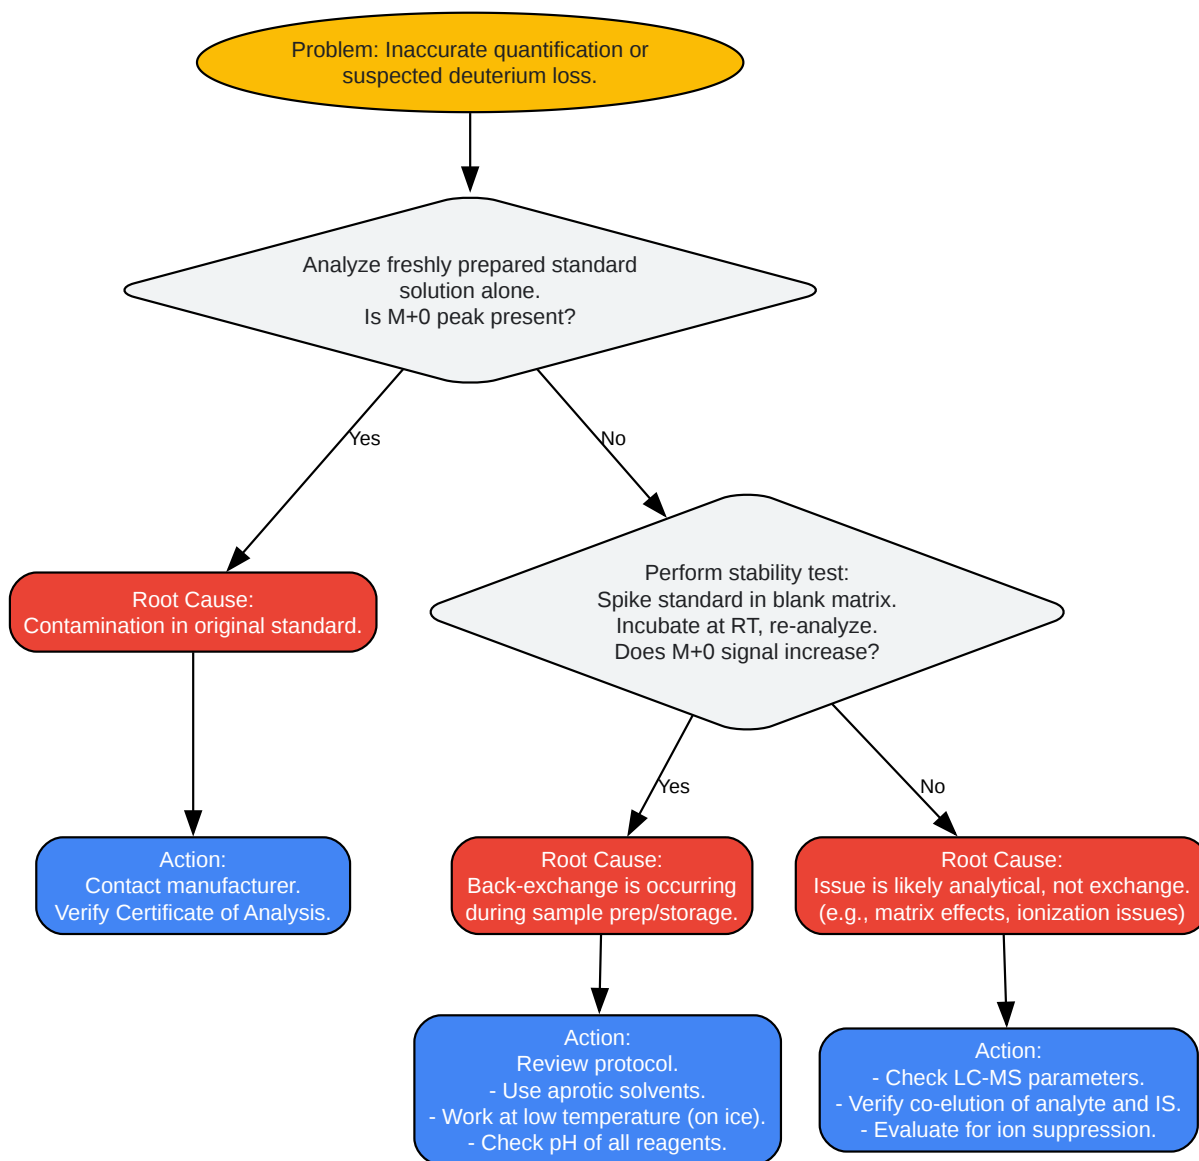 Problem: Inaccurate quantification or
suspected deuterium loss.
Analyze freshly prepared standard
solution alone.
Is M+0 peak present?
Yes
No
Perform stability test:
Spike standard in blank matrix.
Incubate at RT, re-analyze.
Does M+0 signal increase?
Root Cause:
Contamination in original standard.
Yes
No
Action:
Contact manufacturer.
Verify Certificate of Analysis.
Root Cause:
Back-exchange is occurring
during sample prep/storage.
Root Cause:
Issue is likely analytical, not exchange.
(e.g., matrix effects, ionization issues)
Action:
Review protocol.
- Use aprotic solvents.
- Work at low temperature (on ice).
- Check pH of all reagents.
Action:
- Check LC-MS parameters.
- Verify co-elution of analyte and IS.
- Evaluate for ion suppression.